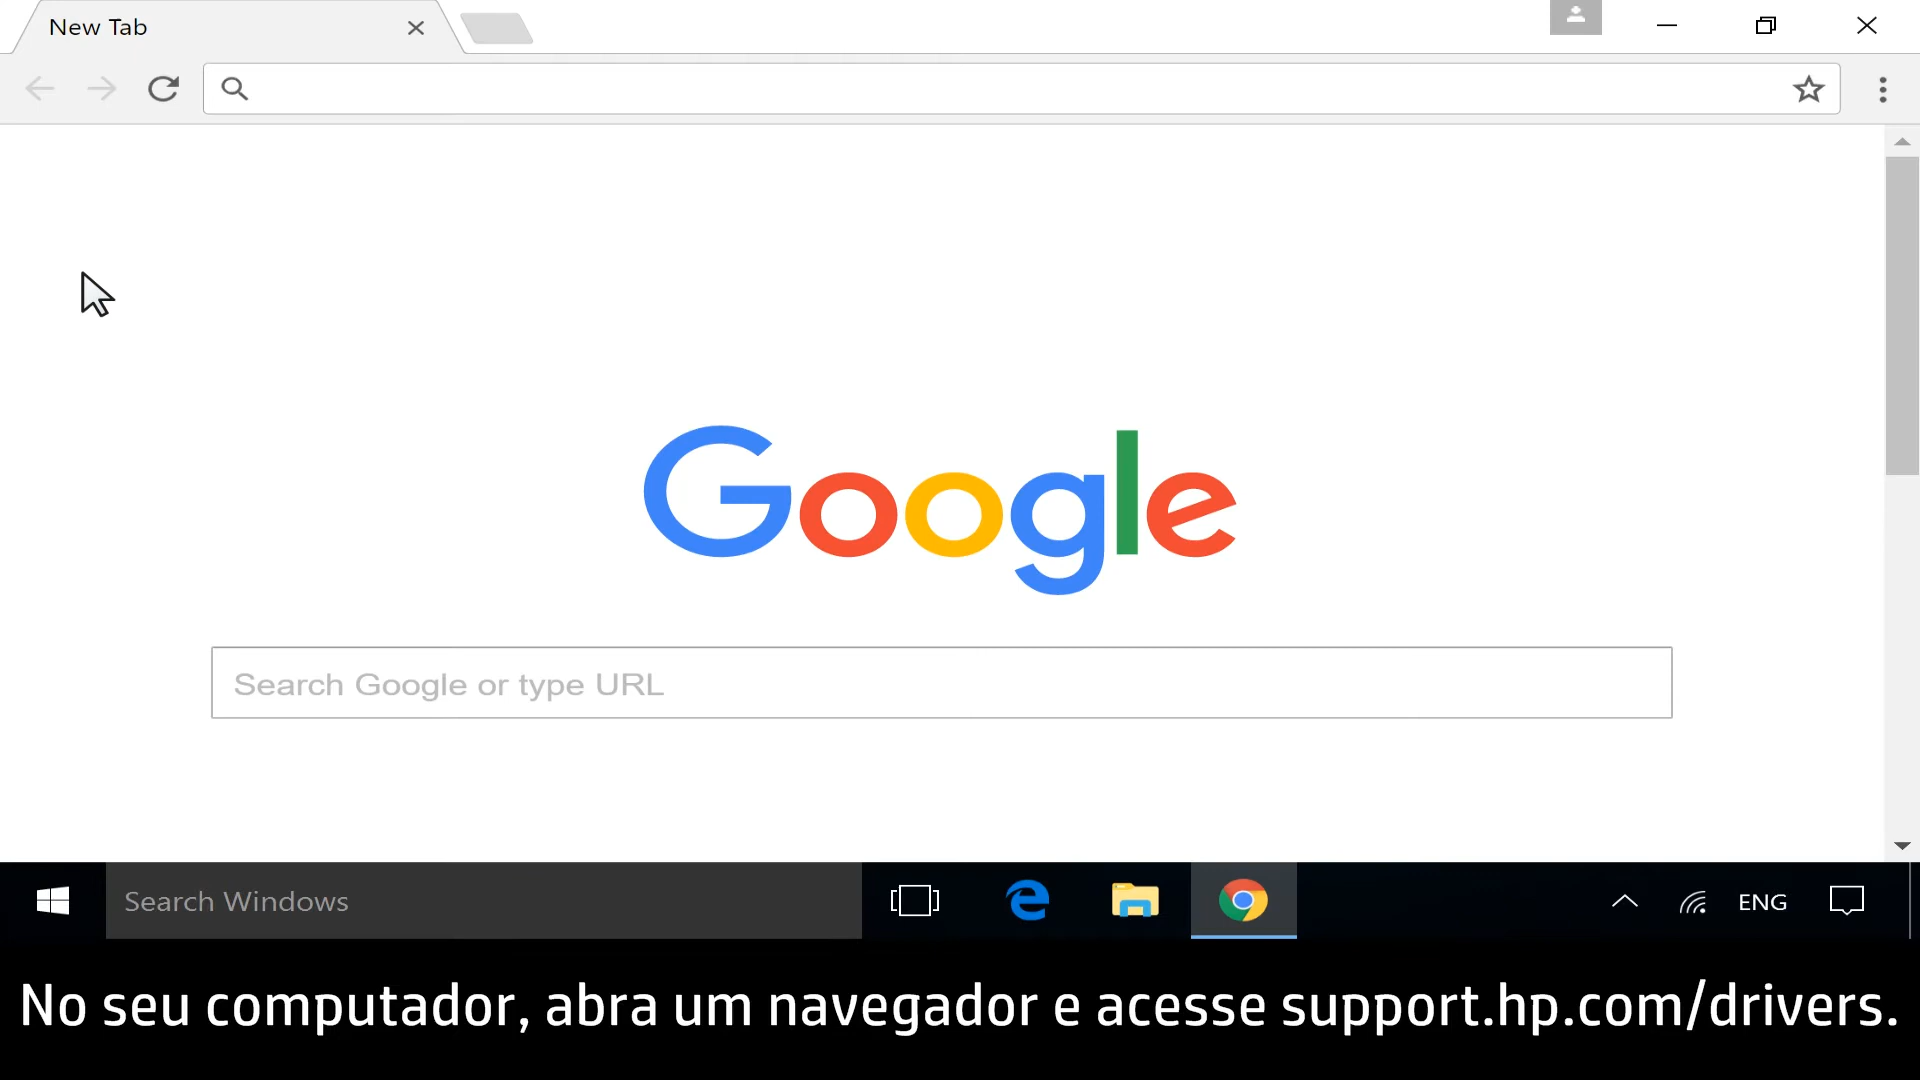 New Tab
Google
Search Google or type URL
Search Windows
ENG
No seu computador, abra um navegador e acesse support.hp.com/drivers.